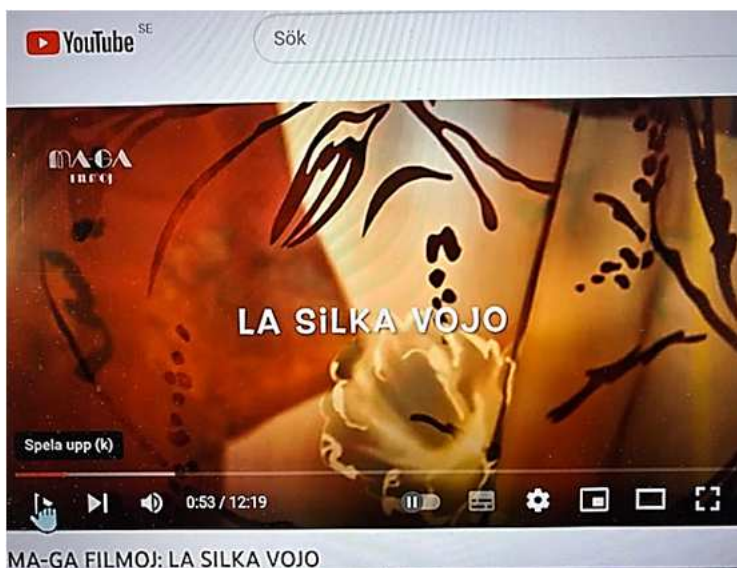 YouTube SE
Sök
MA-GA
FILMOJ
LA SiLKA VOJO
Spela upp (k)
0:53 / 12:19
MA-GA FILMOJ: LA SILKA VOJO